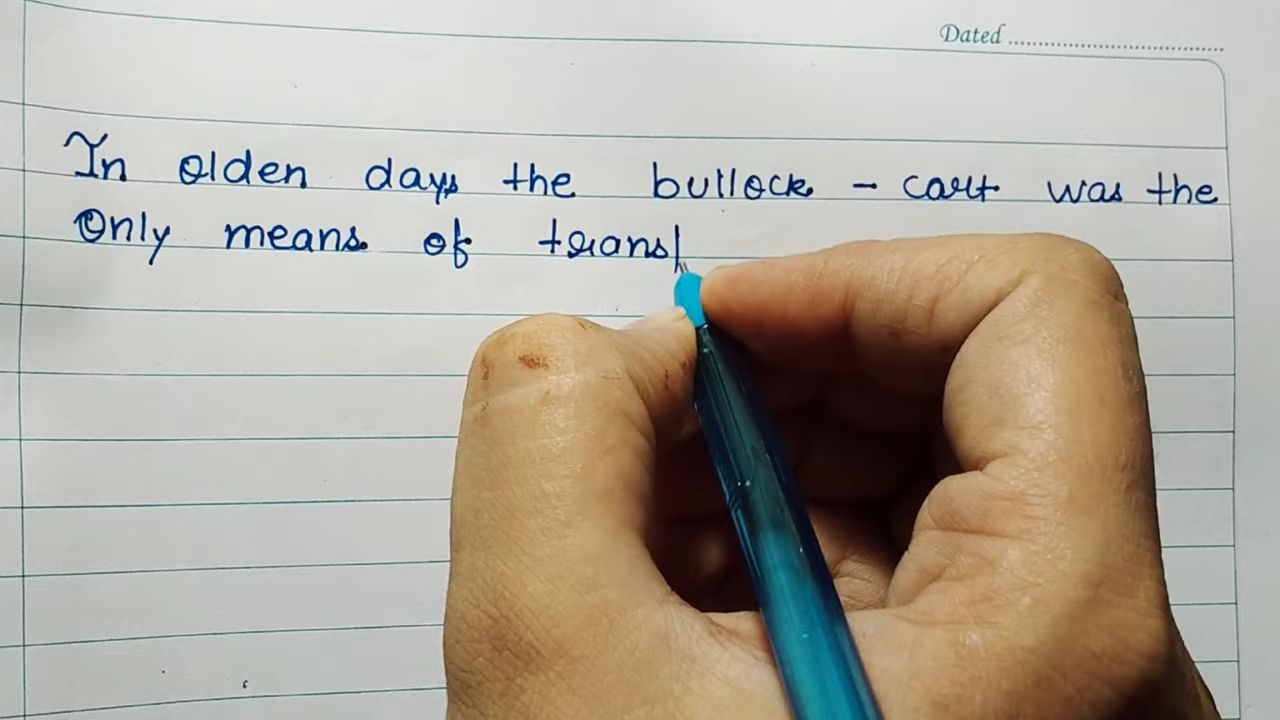 Dated
In olden days the bullock - cart was the
only means of trans